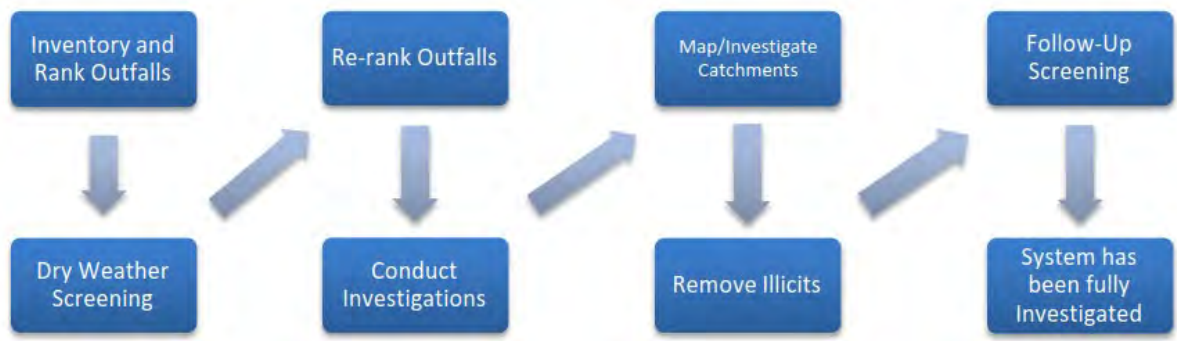 Inventory and
Rank Outfalls
Dry Weather
Screening
Re-rank Outfalls
Conduct
Investigations
Map/Investigate
Catchments
Remove Illicits
Follow-Up
Screening
System has
been fully
Investigated